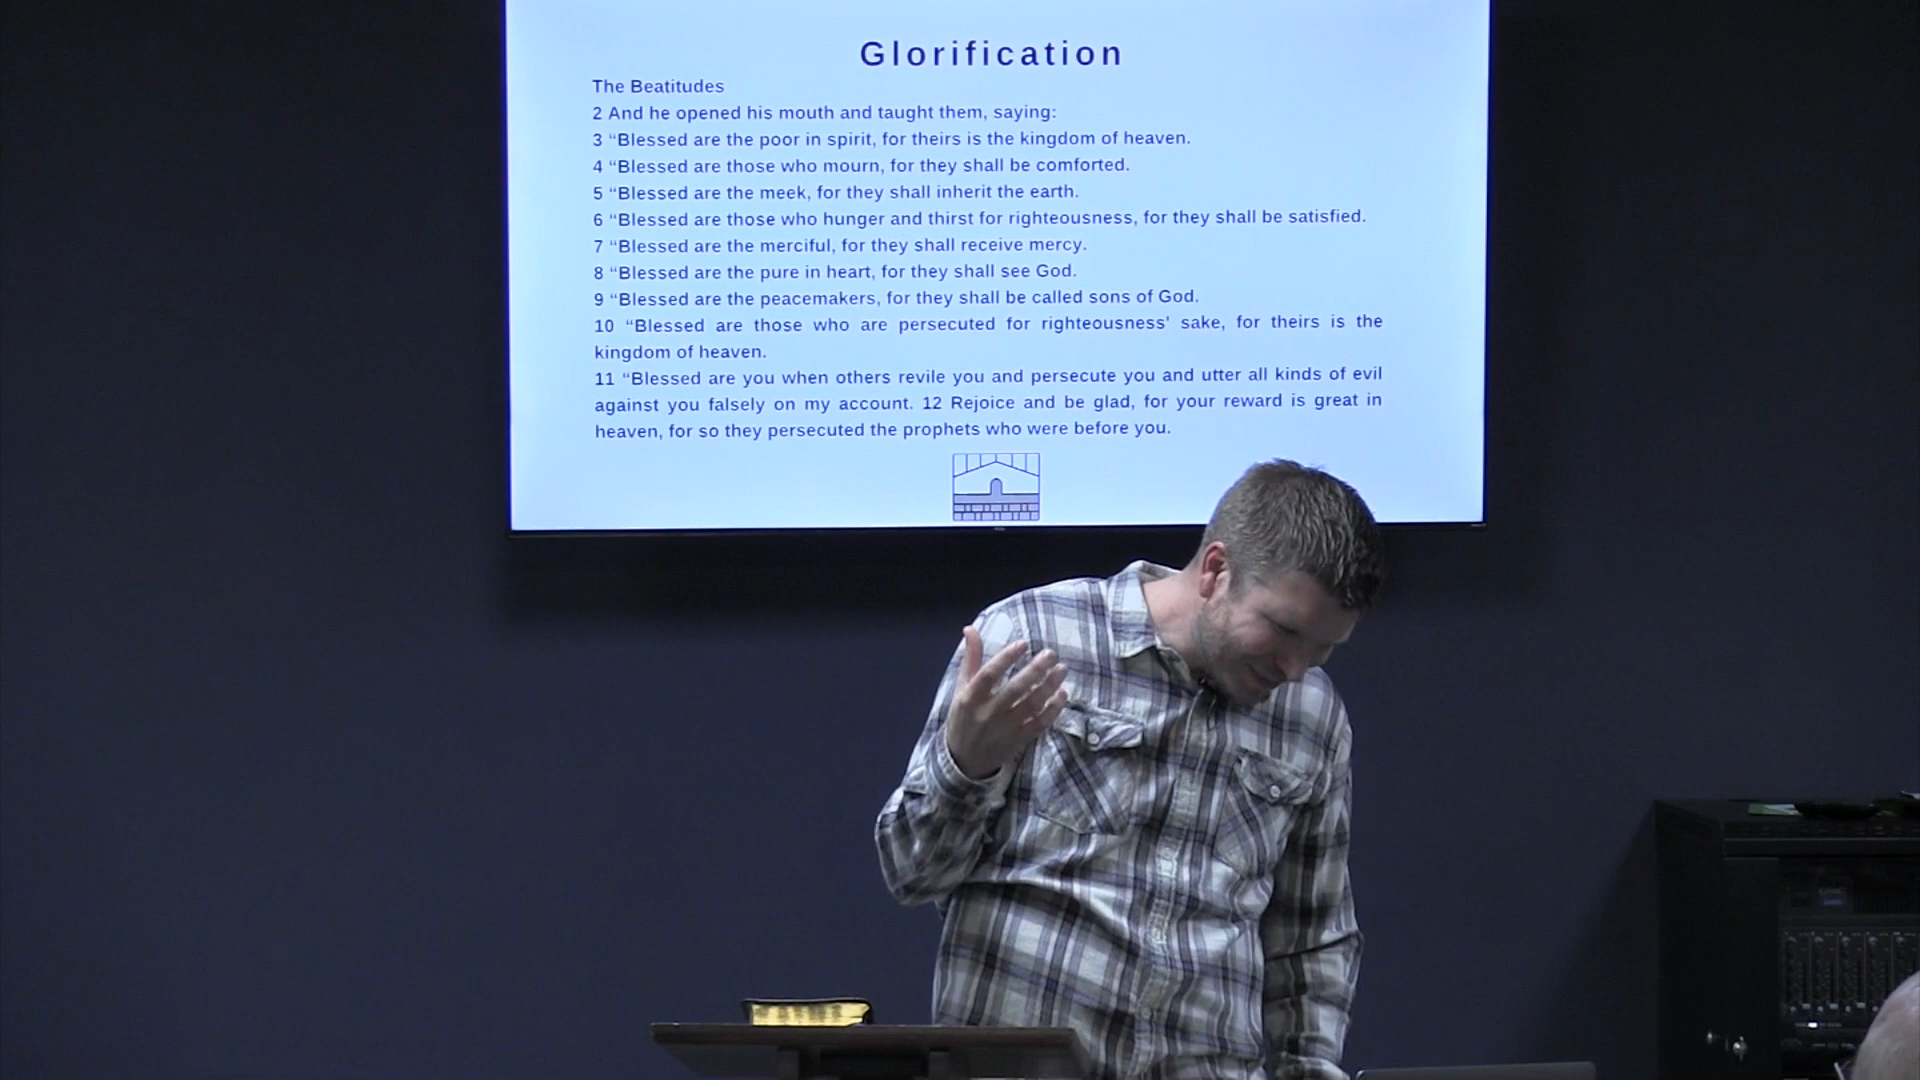 Glorification
The Beatitudes
2 And he opened his mouth and taught them, saying:
3 “Blessed are the poor in spirit, for theirs is the kingdom of heaven.
4 “Blessed are those who mourn, for they shall be comforted.
5 “Blessed are the meek, for they shall inherit the earth.
6 “Blessed are those who hunger and thirst for righteousness, for they shall be satisfied.
7 “Blessed are the merciful, for they shall receive mercy.
8 “Blessed are the pure in heart, for they shall see God.
9 “Blessed are the peacemakers, for they shall be called sons of God.
10 “Blessed are those who are persecuted for righteousness’ sake, for theirs is the
kingdom of heaven.
11 “Blessed are you when others revile you and persecute you and utter all kinds of evil
against you falsely on my account. 12 Rejoice and be glad, for your reward is great in
heaven, for so they persecuted the prophets who were before you.